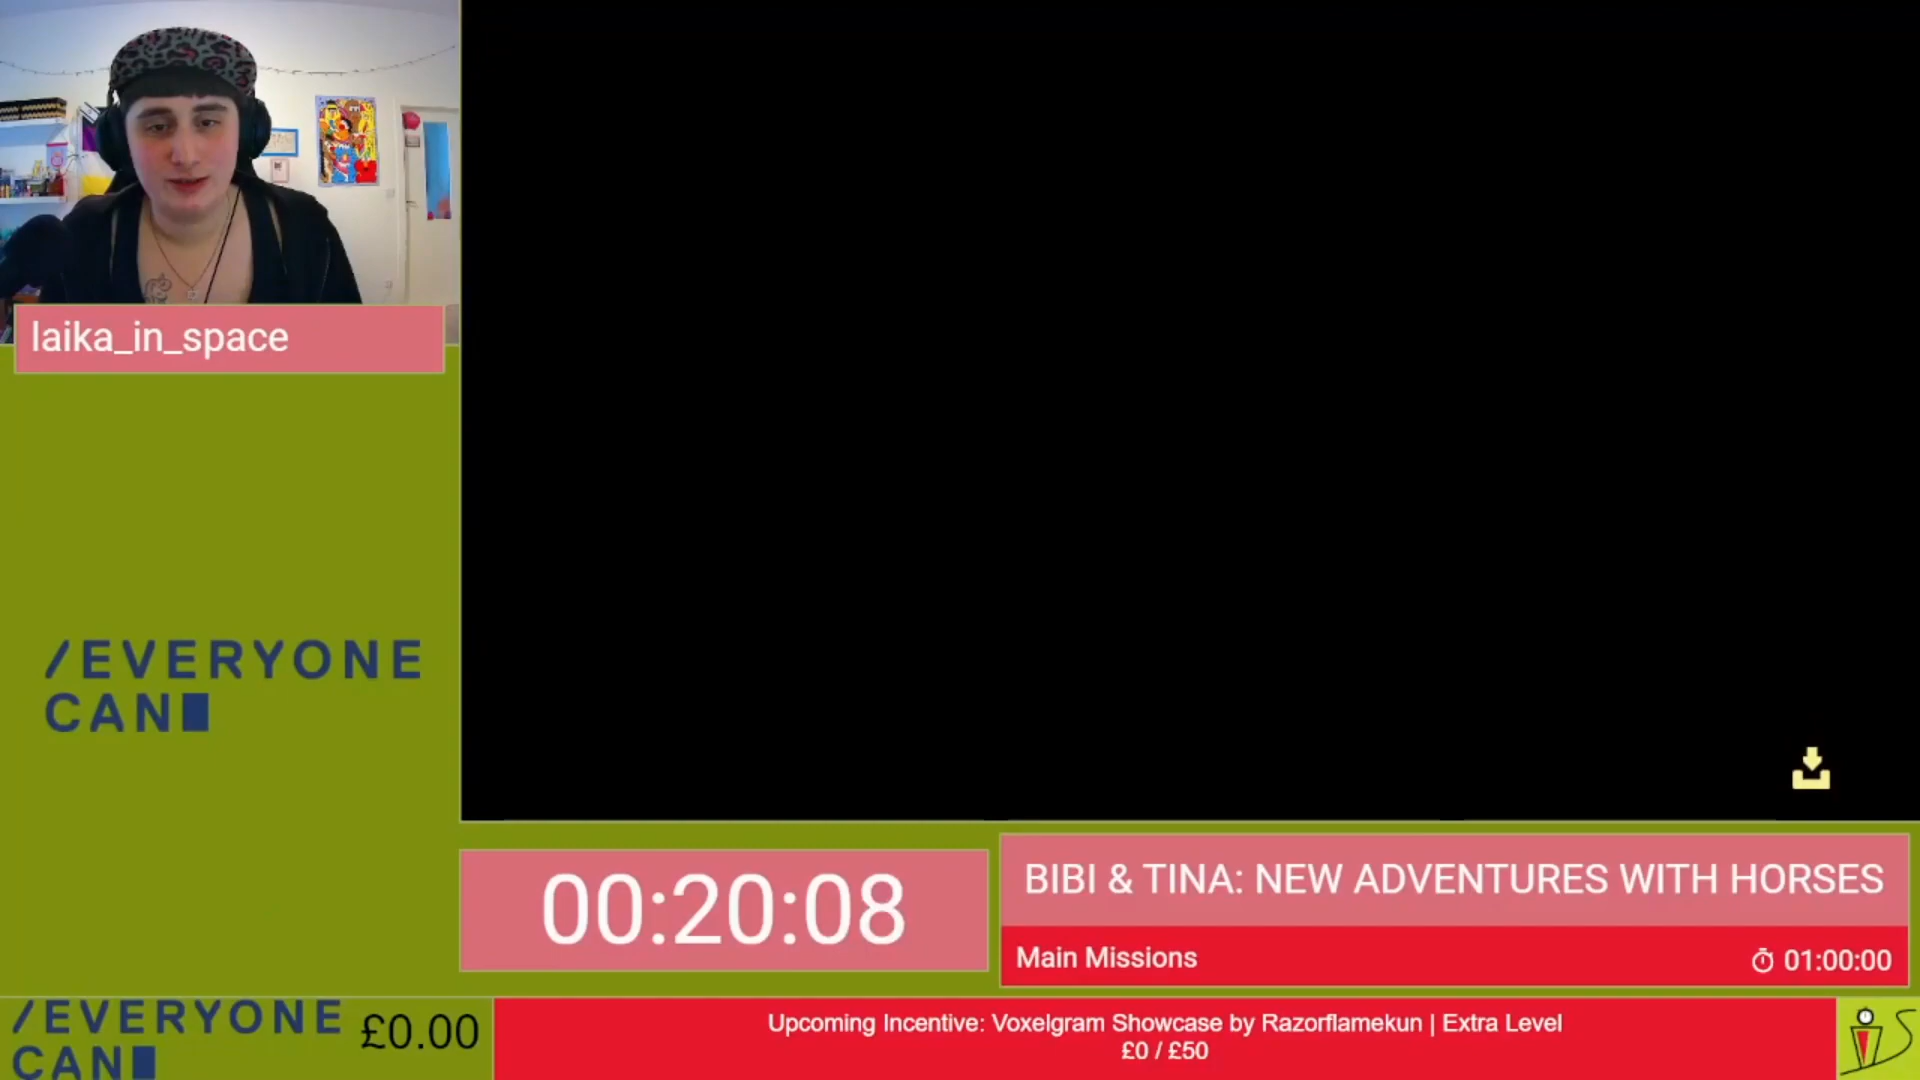 laika_in_space
/EVERYONE
CAN
00:20:08
BIBI & TINA: NEW ADVENTURES WITH HORSES
Main Missions
01:00:00
/EVERYONE
CAN
£0.00
Upcoming Incentive: Voxelgram Showcase by Razorflamekun | Extra Level
£0 / £50